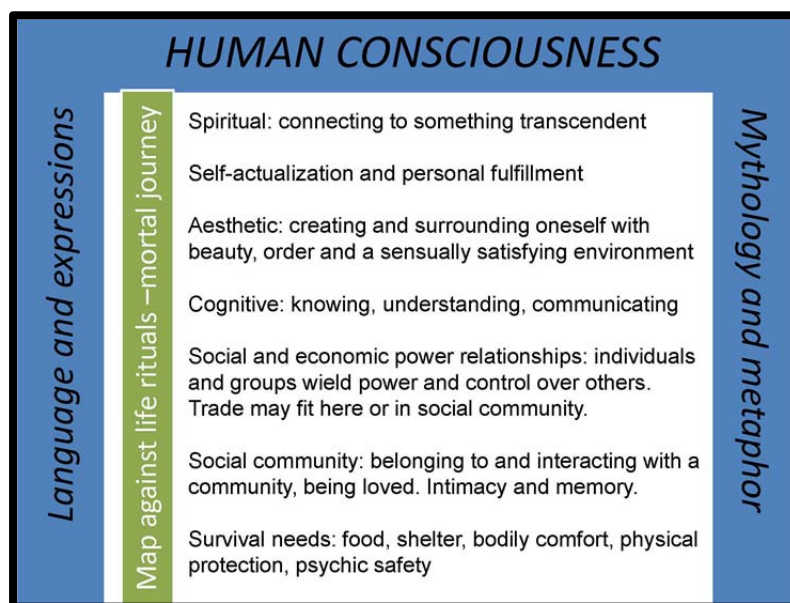 HUMAN CONSCIOUSNESS
Language and expressions
Map against life rituals –mortal journey
Spiritual: connecting to something transcendent
Self-actualization and personal fulfillment
Aesthetic: creating and surrounding oneself with
beauty, order and a sensually satisfying environment
Cognitive: knowing, understanding, communicating
Social and economic power relationships: individuals
and groups wield power and control over others.
Trade may fit here or in social community.
Social community: belonging to and interacting with a
community, being loved. Intimacy and memory.
Survival needs: food, shelter, bodily comfort, physical
protection, psychic safety
Mythology and metaphor